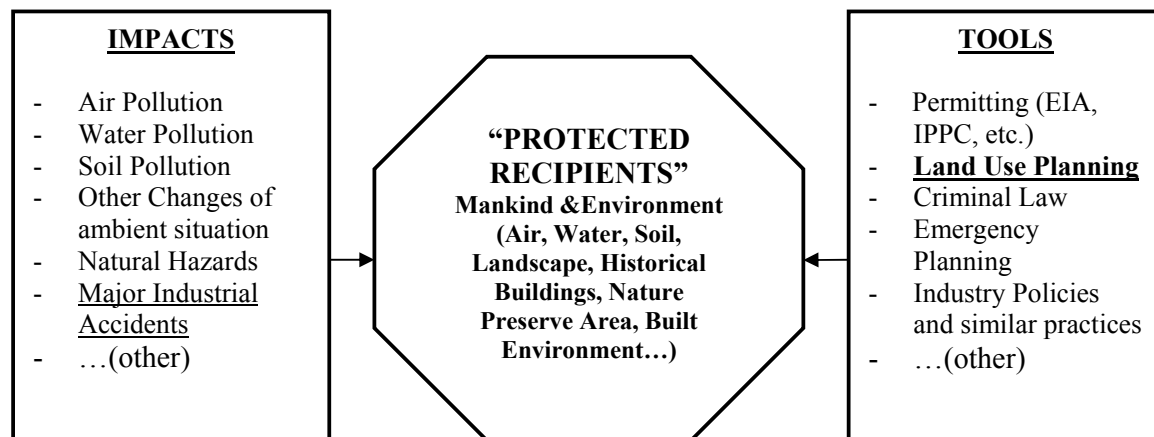 IMPACTS
- Air Pollution
- Water Pollution
- Soil Pollution
- Other Changes of
ambient situation
- Natural Hazards
- Major Industrial
Accidents
- …(other)
“PROTECTED
RECIPIENTS”
Mankind &Environment
(Air, Water, Soil,
Landscape, Historical
Buildings, Nature
Preserve Area, Built
Environment…)
TOOLS
- Permitting (EIA,
IPPC, etc.)
- Land Use Planning
- Criminal Law
- Emergency
Planning
- Industry Policies
and similar practices
- …(other)